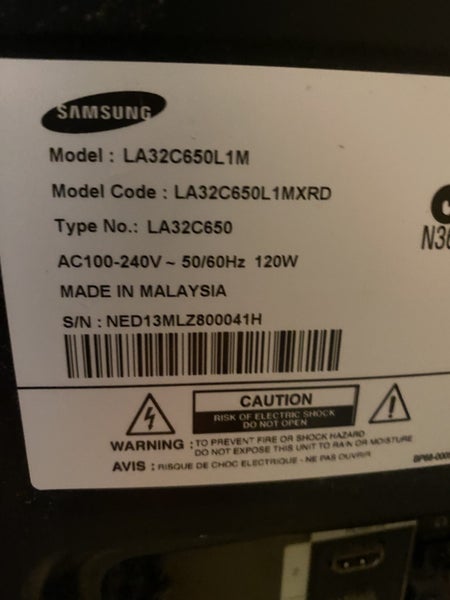 SAMSUNG
Model : LA32C650L1M
Model Code : LA32C650L1MXRD
Type No.: LA32C650
AC100-240V~ 50/60Hz 120W
MADE IN MALAYSIA
S/N : NED13MLZ800041H
CAUTION
RISK OF ELECTRIC SHOCK
DO NOT OPEN
WARNING : TO PREVENT FIRE OR SHOCK HAZARD
DO NOT EXPOSE THIS UNIT TO RAIN OR MOISTURE
AVIS : RISQUE DE CHOC ELECTRIQUE - NE PAS OUVRIR